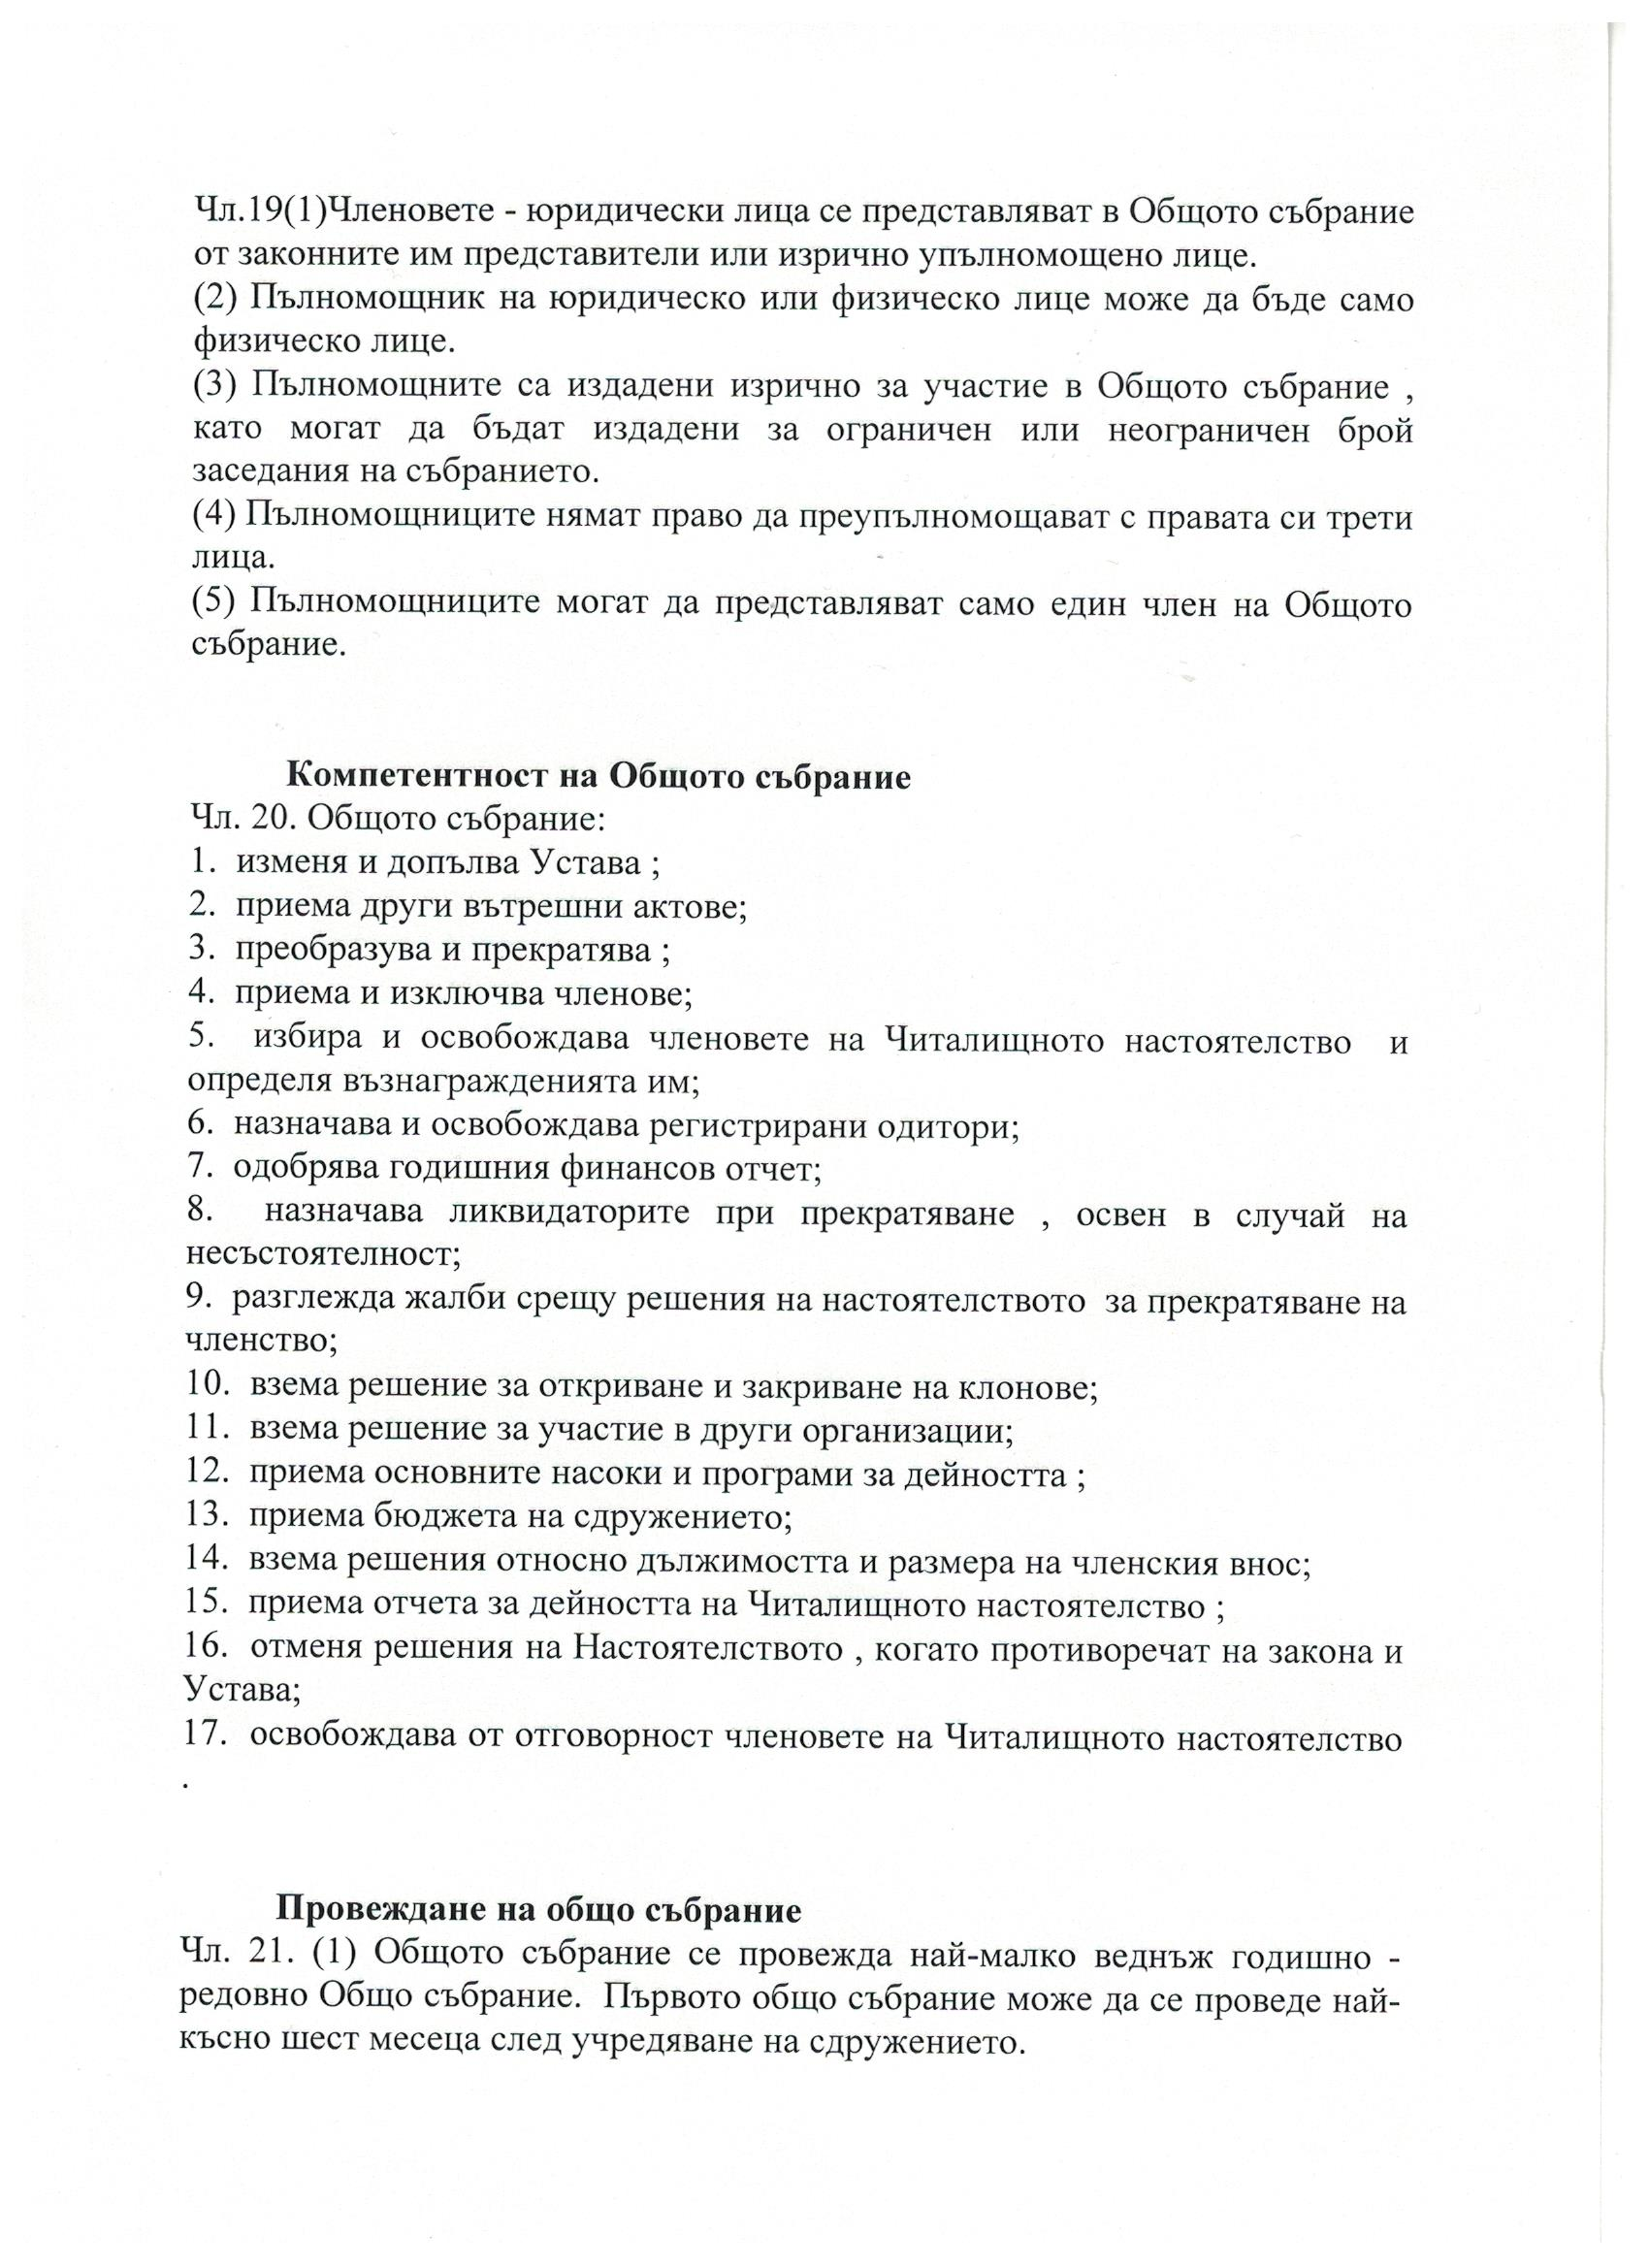 Чл.19(1)Членовете - юридически лица се представляват в Общото събрание
от законните им представители или изрично упълномощено лице.
(2) Пълномощник на юридическо или физическо лице може да бъде само
физическо лице.
(3) Пълномощните са издадени изрично за участие в Общото събрание ,
като могат да бъдат издадени за ограничен или неограничен брой
заседания на събранието.
(4) Пълномощниците нямат право да преупълномощават с правата си трети
лица.
(5) Пълномощниците могат да представляват само един член на Общото
събрание.
Компетентност на Общото събрание
Чл. 20. Общото събрание:
1. изменя и допълва Устава ;
2. приема други вътрешни актове;
3. преобразува и прекратява ;
4. приема и изключва членове;
5. избира и освобождава членовете на Читалищното настоятелство и
определя възнагражденията им;
6. назначава и освобождава регистрирани одитори;
7. одобрява годишния финансов отчет;
8. назначава ликвидаторите при прекратяване , освен в случай на
несъстоятелност;
9. разглежда жалби срещу решения на настоятелството за прекратяване на
членство;
10. взема решение за откриване и закриване на клонове;
11. взема решение за участие в други организации;
12. приема основните насоки и програми за дейността ;
13. приема бюджета на сдружението;
14. взема решения относно дължимостта и размера на членския внос;
15. приема отчета за дейността на Читалищното настоятелство ;
16. отменя решения на Настоятелството , когато противоречат на закона и
Устава;
17. освобождава от отговорност членовете на Читалищното настоятелство
.
Провеждане на общо събрание
Чл. 21. (1) Общото събрание се провежда най-малко веднъж годишно -
редовно Общо събрание. Първото общо събрание може да се проведе най-
късно шест месеца след учредяване на сдружението.